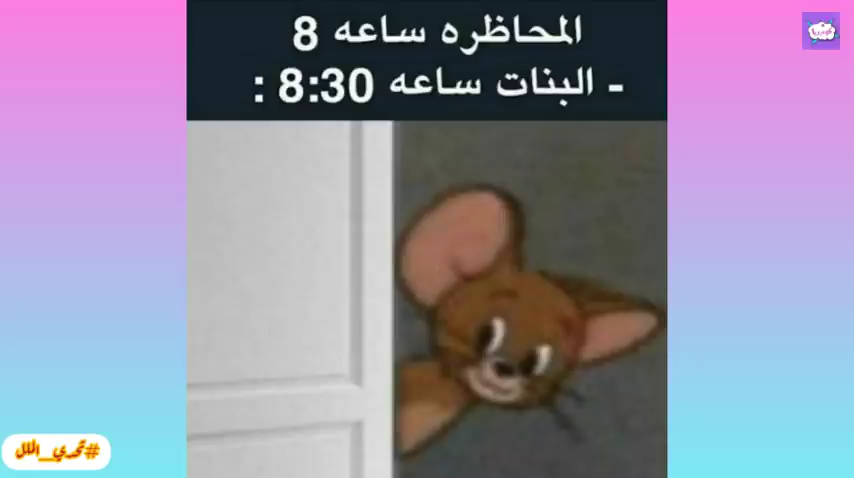 المحاظره ساعه 8
- البنات ساعه 8:30 :
#تحدي_الملل